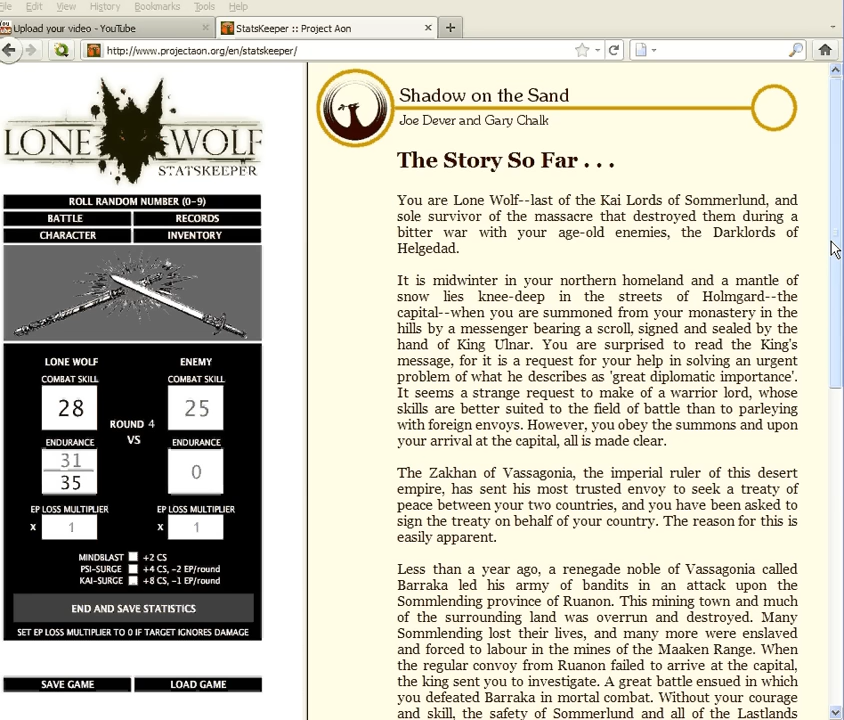 File Edit View History Bookmarks Tools Help
You Upload your video - YouTube
StatsKeeper :: Project Aon
http://www.projectaon.org/en/statskeeper/
LONE WOLF
STATSKEEPER
ROLL RANDOM NUMBER (0-9)
BATTLE RECORDS
CHARACTER INVENTORY
LONE WOLF ENEMY
COMBAT SKILL COMBAT SKILL
28 25
ROUND 4
VS
ENDURANCE ENDURANCE
31
35
0
EP LOSS MULTIPLIER EP LOSS MULTIPLIER
X 1 X 1
MINDBLAST +2 CS
PSI-SURGE +4 CS, -2 EP/round
KAI-SURGE +8 CS, -1 EP/round
END AND SAVE STATISTICS
SET EP LOSS MULTIPLIER TO 0 IF TARGET IGNORES DAMAGE
SAVE GAME LOAD GAME
Shadow on the Sand
Joe Dever and Gary Chalk
The Story So Far . . .
You are Lone Wolf--last of the Kai Lords of Sommerlund, and
sole survivor of the massacre that destroyed them during a
bitter war with your age-old enemies, the Darklords of
Helgedad.
It is midwinter in your northern homeland and a mantle of
snow lies knee-deep in the streets of Holmgard--the
capital--when you are summoned from your monastery in the
hills by a messenger bearing a scroll, signed and sealed by the
hand of King Ulnar. You are surprised to read the King's
message, for it is a request for your help in solving an urgent
problem of what he describes as 'great diplomatic importance'.
It seems a strange request to make of a warrior lord, whose
skills are better suited to the field of battle than to parleying
with foreign envoys. However, you obey the summons and upon
your arrival at the capital, all is made clear.
The Zakhan of Vassagonia, the imperial ruler of this desert
empire, has sent his most trusted envoy to seek a treaty of
peace between your two countries, and you have been asked to
sign the treaty on behalf of your country. The reason for this is
easily apparent.
Less than a year ago, a renegade noble of Vassagonia called
Barraka led his army of bandits in an attack upon the
Sommlending province of Ruanon. This mining town and much
of the surrounding land was overrun and destroyed. Many
Sommlending lost their lives, and many more were enslaved
and forced to labour in the mines of the Maaken Range. When
the regular convoy from Ruanon failed to arrive at the capital,
the king sent you to investigate. A great battle ensued in which
you defeated Barraka in mortal combat. Without your courage
and skill, the safety of Sommerlund and all of the Lastlands